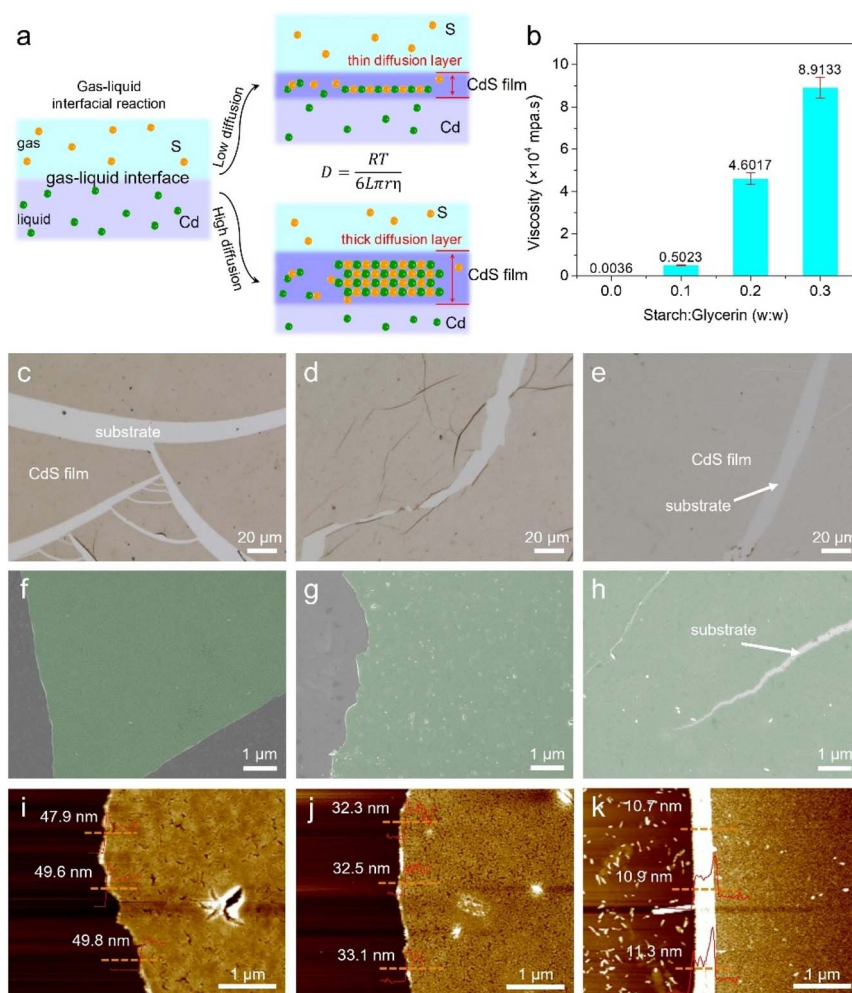 a
Gas-liquid
interfacial reaction
gas
S
gas-liquid interface
liquid
Cd
Low diffusion
High diffusion
S
thin diffusion layer
CdS film
Cd
D = RT / 6Lπrη
S
thick diffusion layer
CdS film
Cd
b
Viscosity (×10⁴ mpa.s)
10
8
6
4
2
0
0.0036
0.5023
4.6017
8.9133
0.0 0.1 0.2 0.3
Starch:Glycerin (w:w)
c
substrate
CdS film
20 μm
d
20 μm
e
CdS film
substrate
20 μm
f
1 μm
g
1 μm
h
substrate
1 μm
i
47.9 nm
49.6 nm
49.8 nm
1 μm
j
32.3 nm
32.5 nm
33.1 nm
1 μm
k
10.7 nm
10.9 nm
11.3 nm
1 μm